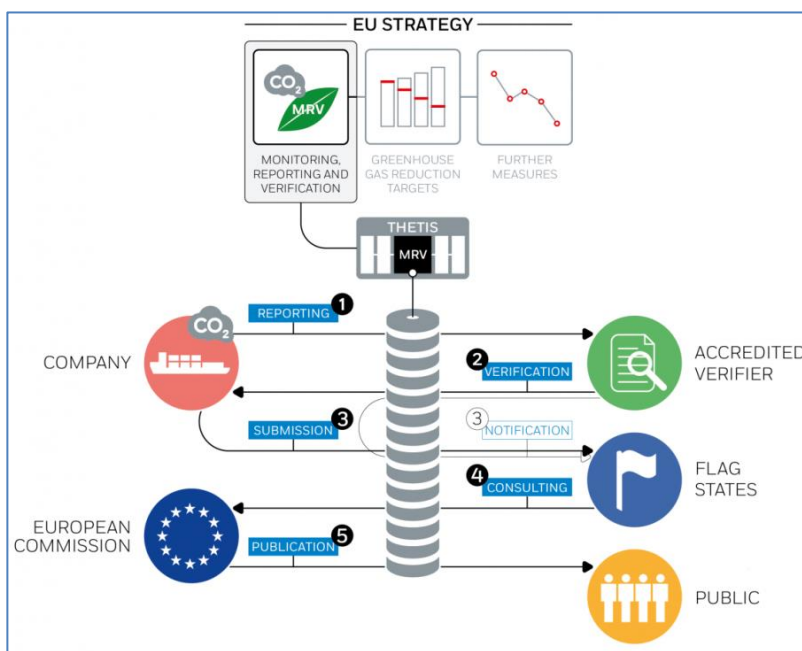 EU STRATEGY
CO2
MRV
MONITORING,
REPORTING AND
VERIFICATION
GREENHOUSE
GAS REDUCTION
TARGETS
FURTHER
MEASURES
THETIS
MRV
CO2
REPORTING 1
COMPANY
2 VERIFICATION
ACCREDITED
VERIFIER
SUBMISSION 3
3 NOTIFICATION
4 CONSULTING
FLAG
STATES
EUROPEAN
COMMISSION
PUBLICATION 5
PUBLIC